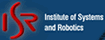 ISR
Institute of Systems
and Robotics